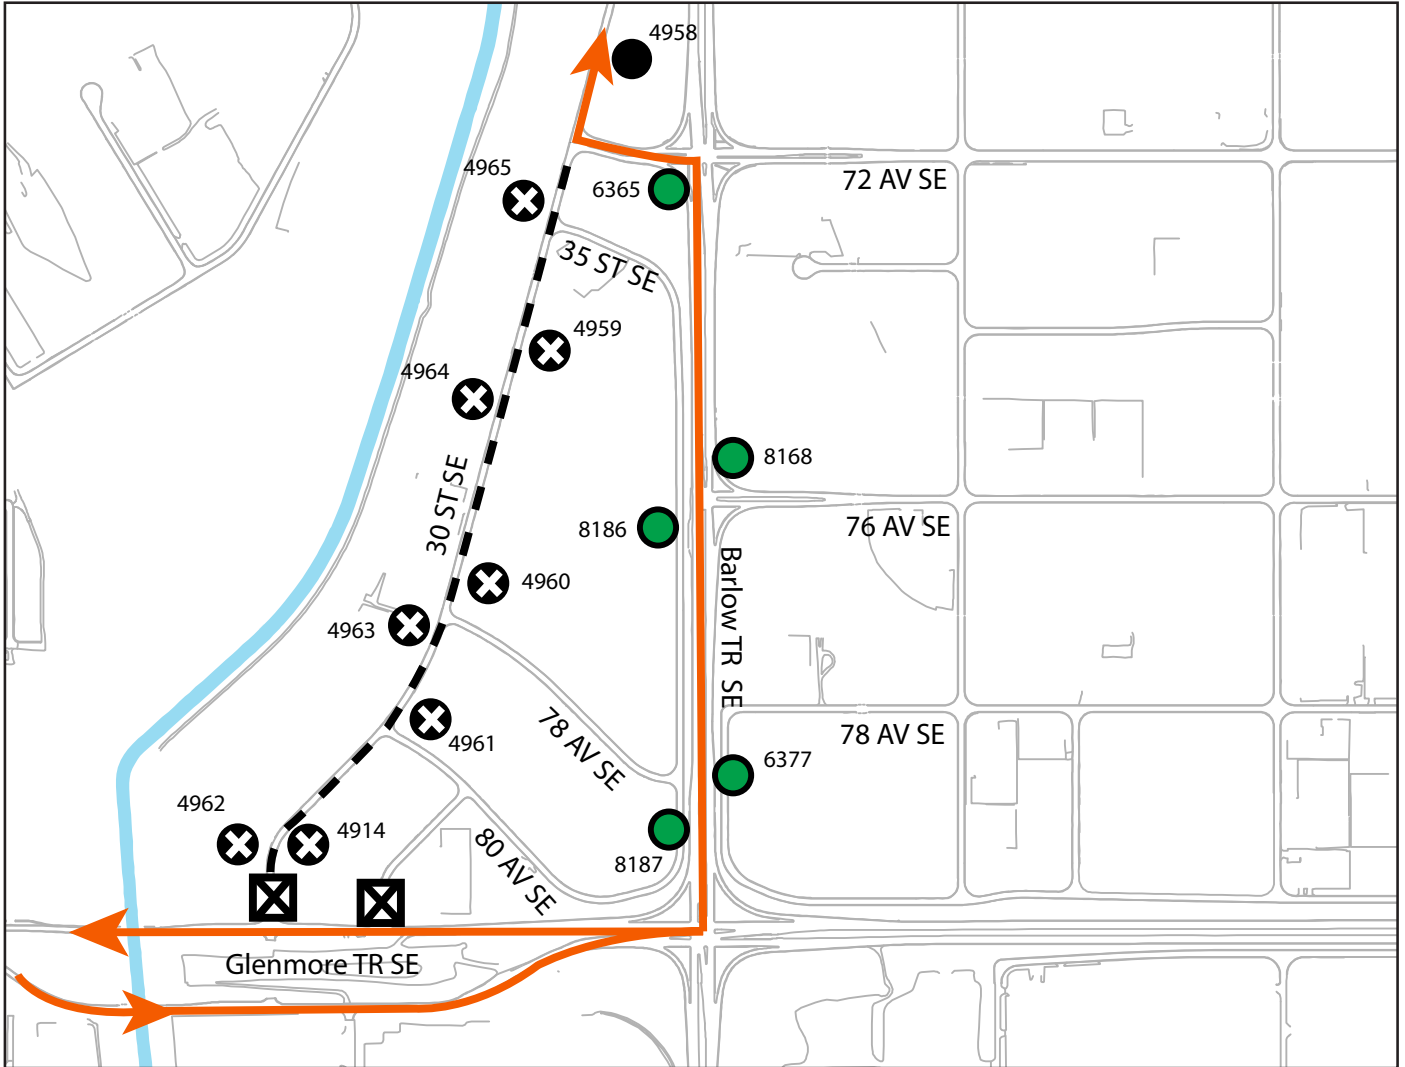 4958
4965
6365
72 AV SE
35 ST SE
4959
4964
8168
30 ST SE
8186
76 AV SE
4960
Barlow TR SE
4963
4961
78 AV SE
78 AV SE
6377
4962
4914
80 AV SE
8187
Glenmore TR SE